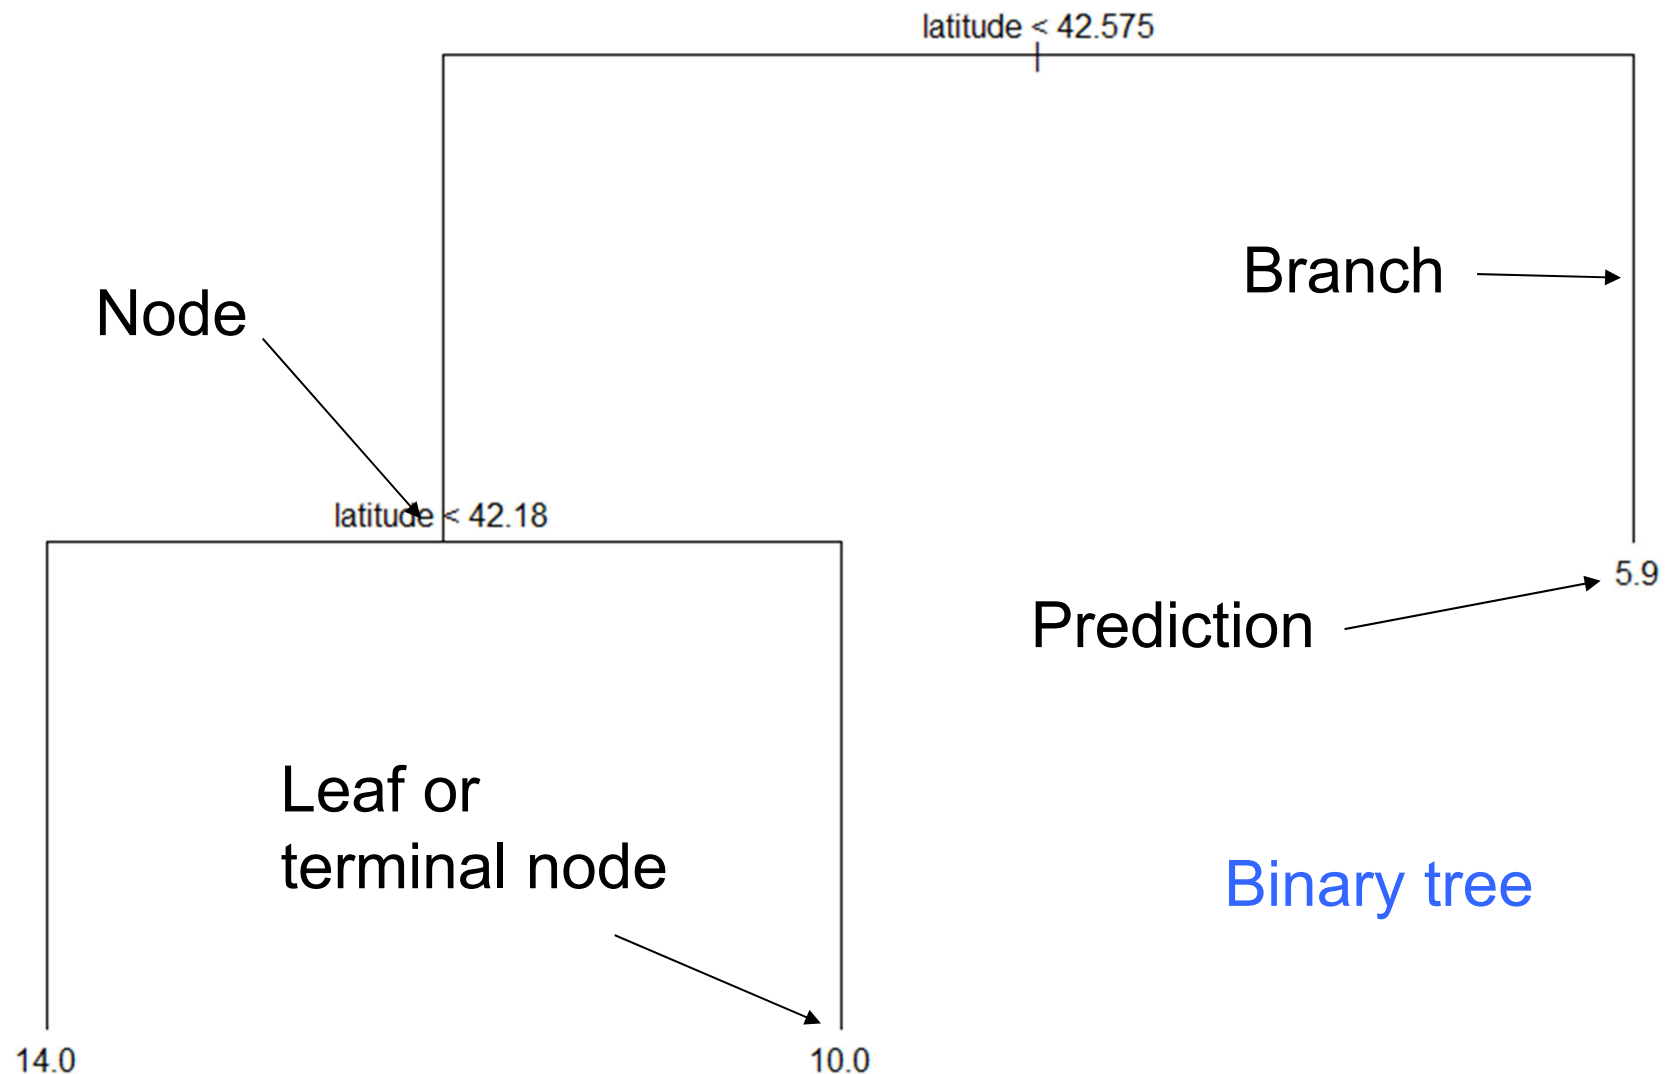 latitude < 42.575
Branch
Node
latitude < 42.18
5.9
Prediction
Leaf or
terminal node
Binary tree
14.0
10.0